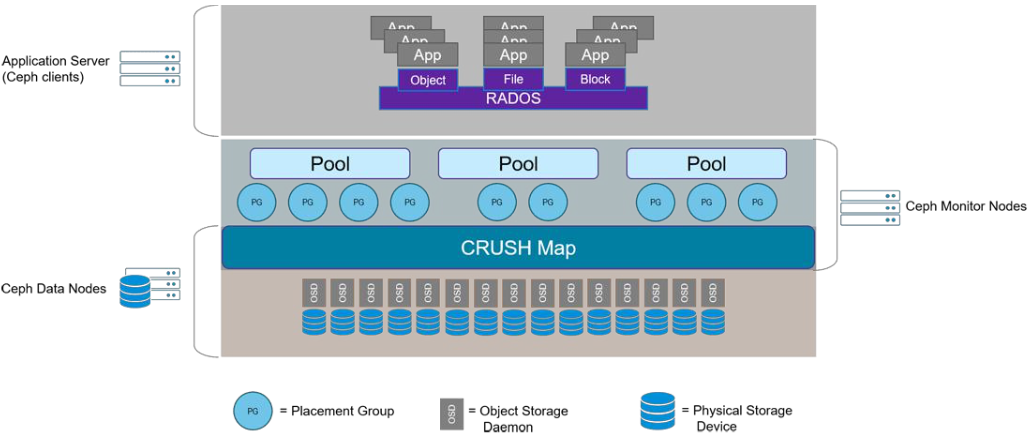 App App App
App App App
App App App
Object File Block
RADOS
Application Server
(Ceph clients)
Pool Pool Pool
PG PG PG PG PG PG PG PG PG
Ceph Monitor Nodes
CRUSH Map
Ceph Data Nodes
OSD OSD OSD OSD OSD OSD OSD OSD OSD OSD OSD OSD OSD OSD OSD
PG = Placement Group
OSD = Object Storage
Daemon
= Physical Storage
Device